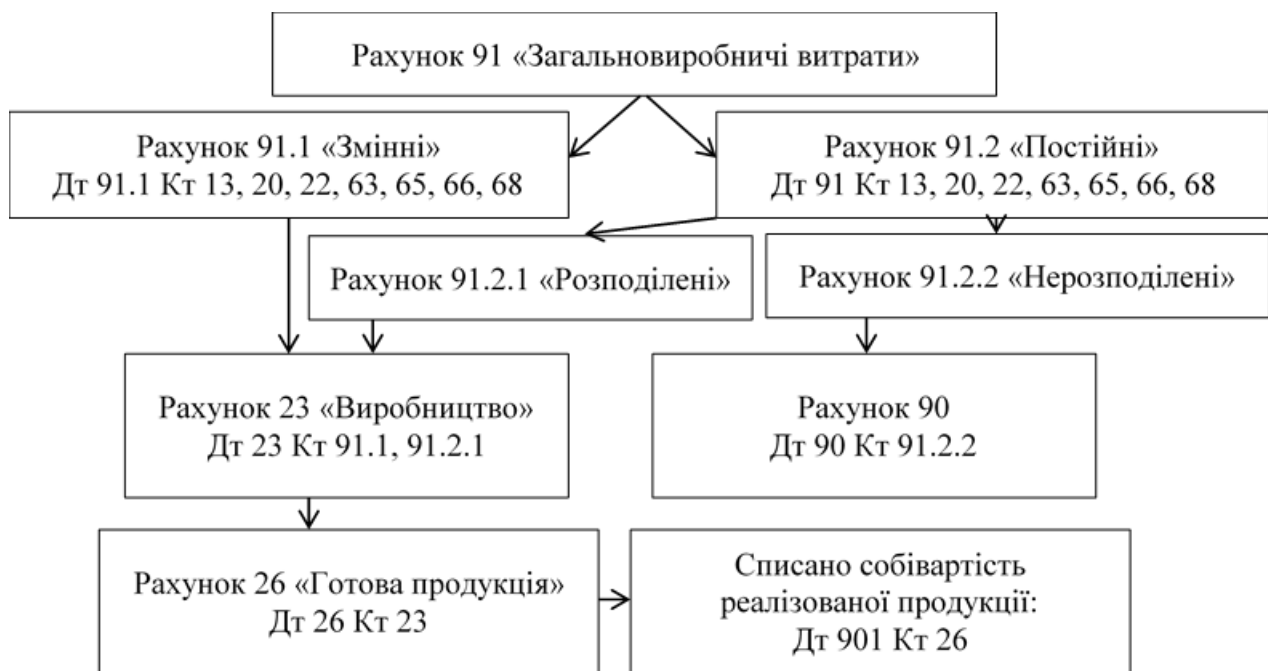 Рахунок 91 «Загальновиробничі витрати»
Рахунок 91.1 «Змінні»
Дт 91.1 Кт 13, 20, 22, 63, 65, 66, 68
Рахунок 91.2 «Постійні»
Дт 91 Кт 13, 20, 22, 63, 65, 66, 68
Рахунок 91.2.1 «Розподілені»
Рахунок 91.2.2 «Нерозподілені»
Рахунок 23 «Виробництво»
Дт 23 Кт 91.1, 91.2.1
Рахунок 90
Дт 90 Кт 91.2.2
Рахунок 26 «Готова продукція»
Дт 26 Кт 23
Списано собівартість
реалізованої продукції:
Дт 901 Кт 26